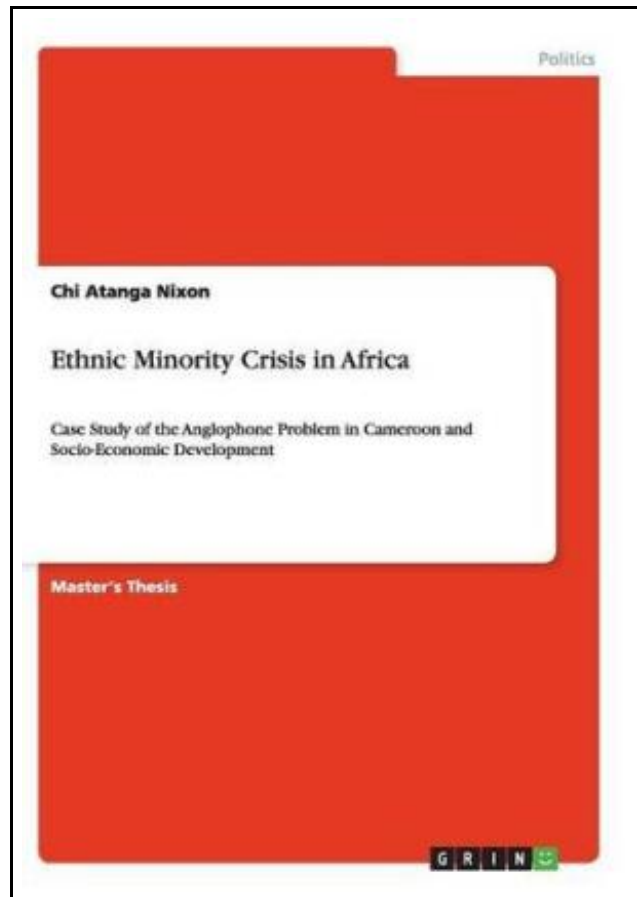 Politics
Chi Atanga Nixon
Ethnic Minority Crisis in Africa
Case Study of the Anglophone Problem in Cameroon and
Socio-Economic Development
Master's Thesis
GRIN